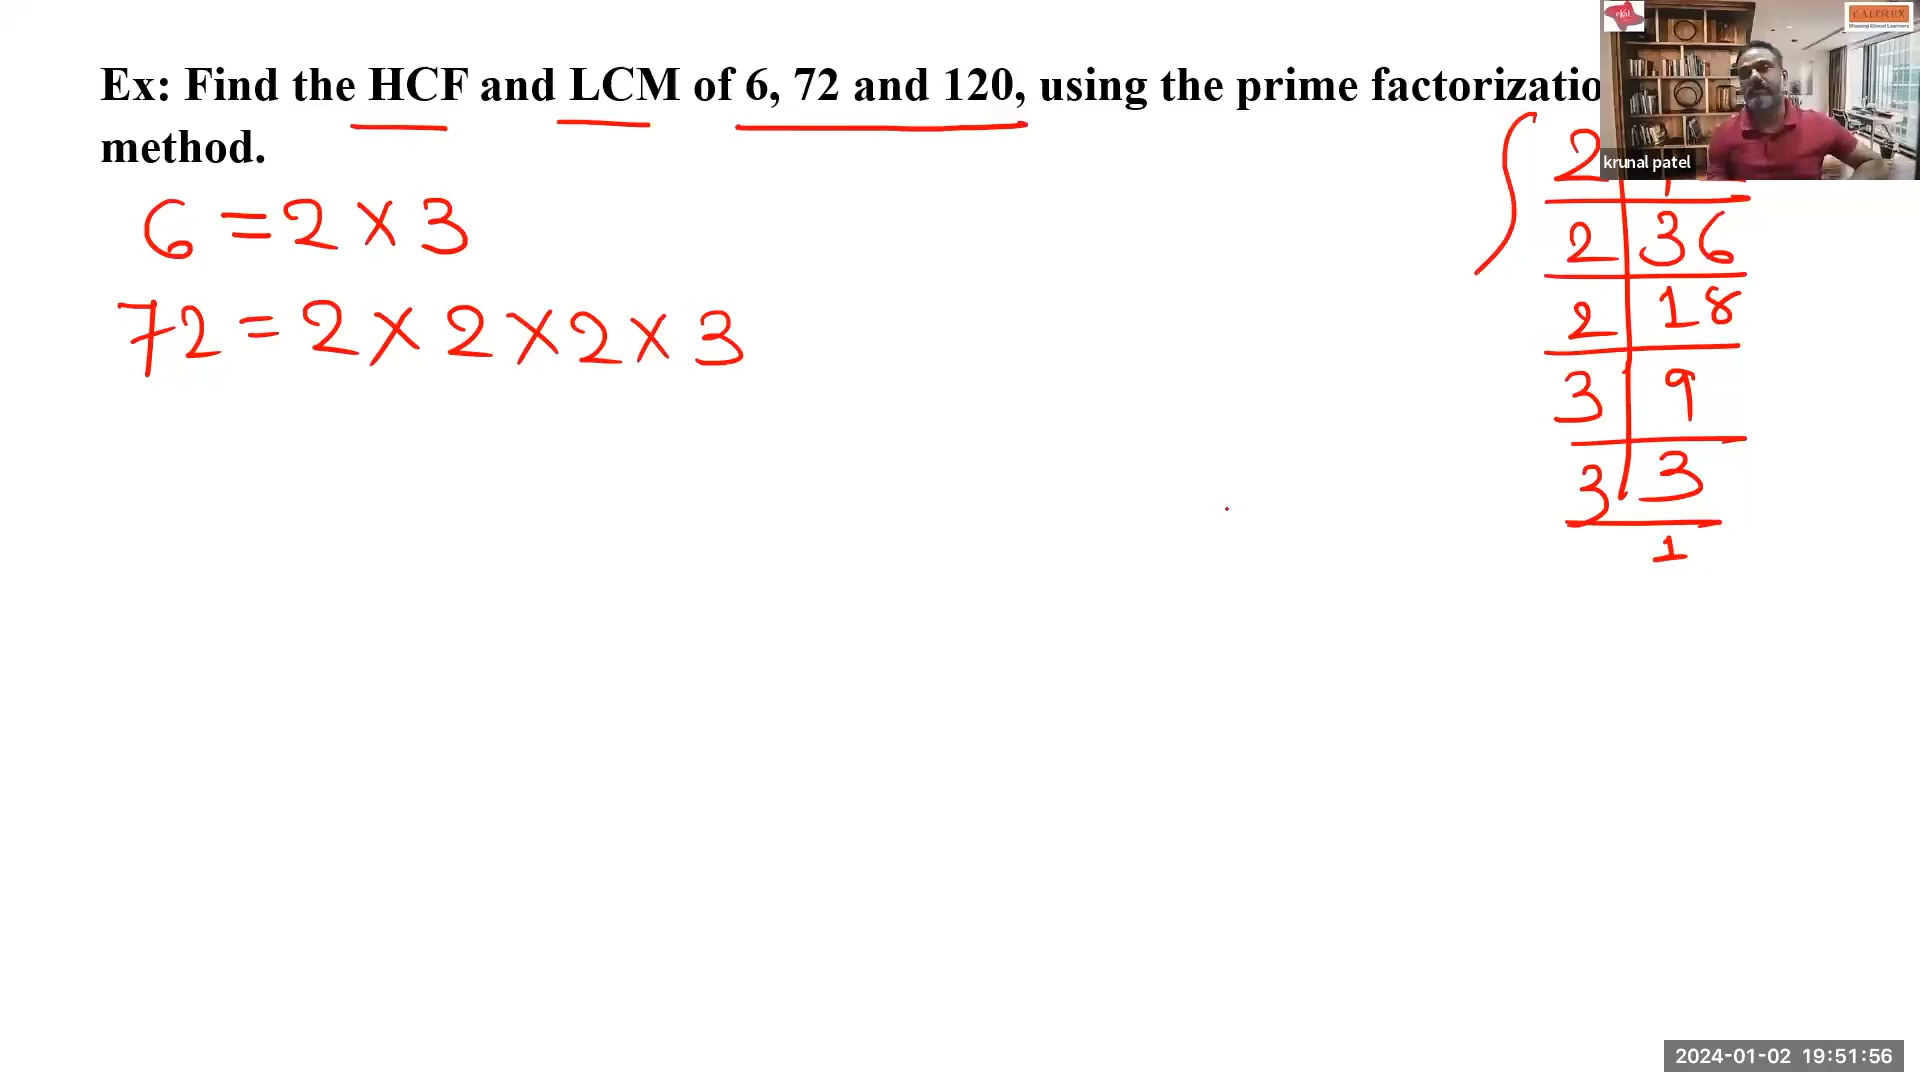 Ex: Find the HCF and LCM of 6, 72 and 120, using the prime factorizatio
method.
6 = 2 × 3
72 = 2 × 2 × 2 × 3
2
2 36
2 18
3 9
3 3
1
krunal patel
CALOREX
2024-01-02 19:51:56